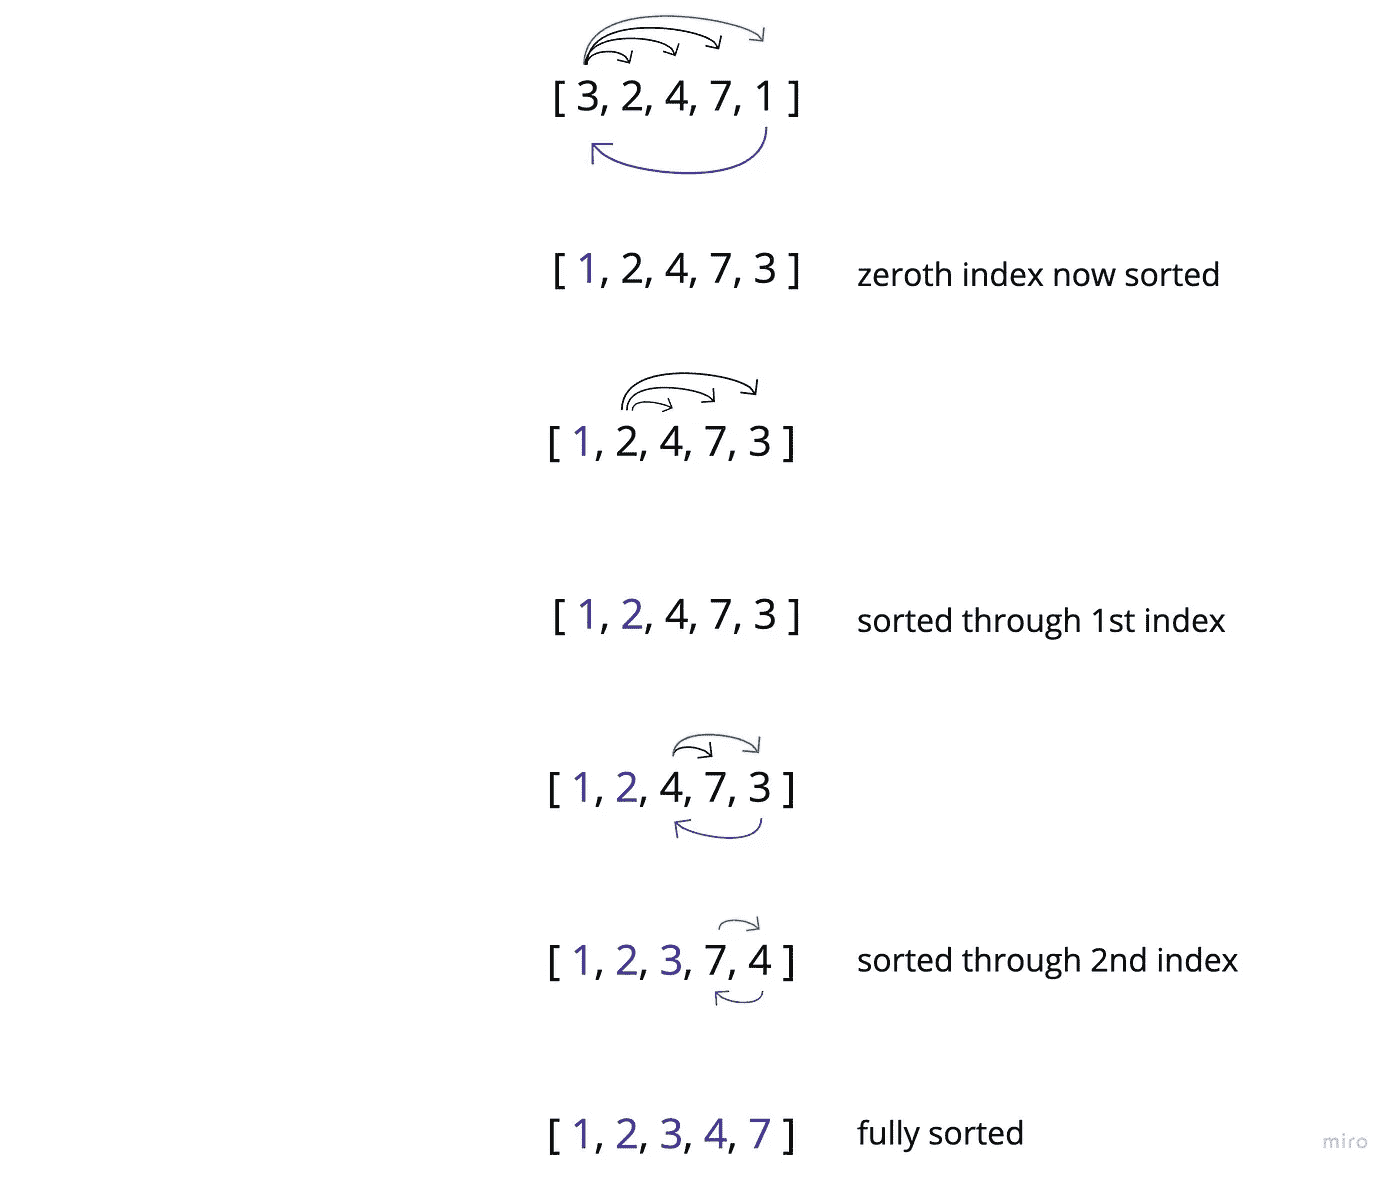 [ 3, 2, 4, 7, 1 ]
[ 1, 2, 4, 7, 3 ] zeroth index now sorted
[ 1, 2, 4, 7, 3 ]
[ 1, 2, 4, 7, 3 ] sorted through 1st index
[ 1, 2, 4, 7, 3 ]
[ 1, 2, 3, 7, 4 ] sorted through 2nd index
[ 1, 2, 3, 4, 7 ] fully sorted
miro